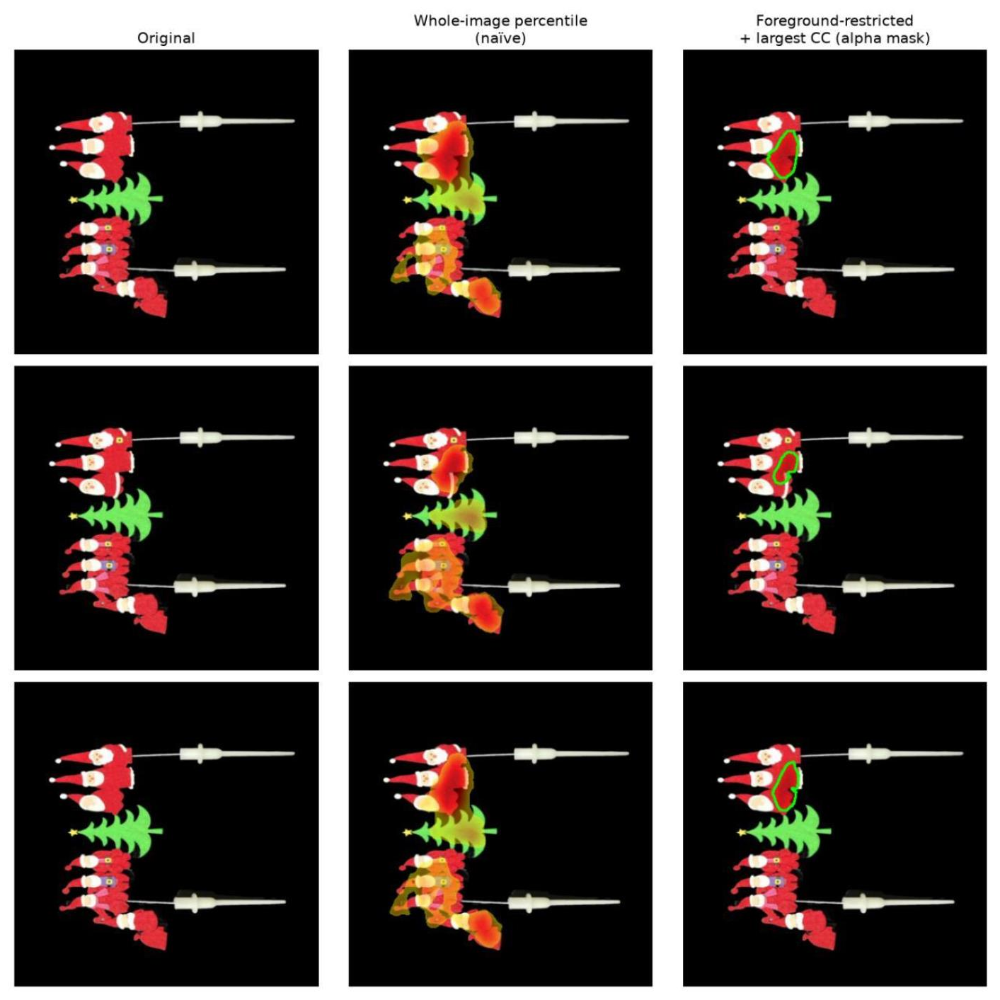 Original
Whole-image percentile
(naïve)
Foreground-restricted
+ largest CC (alpha mask)